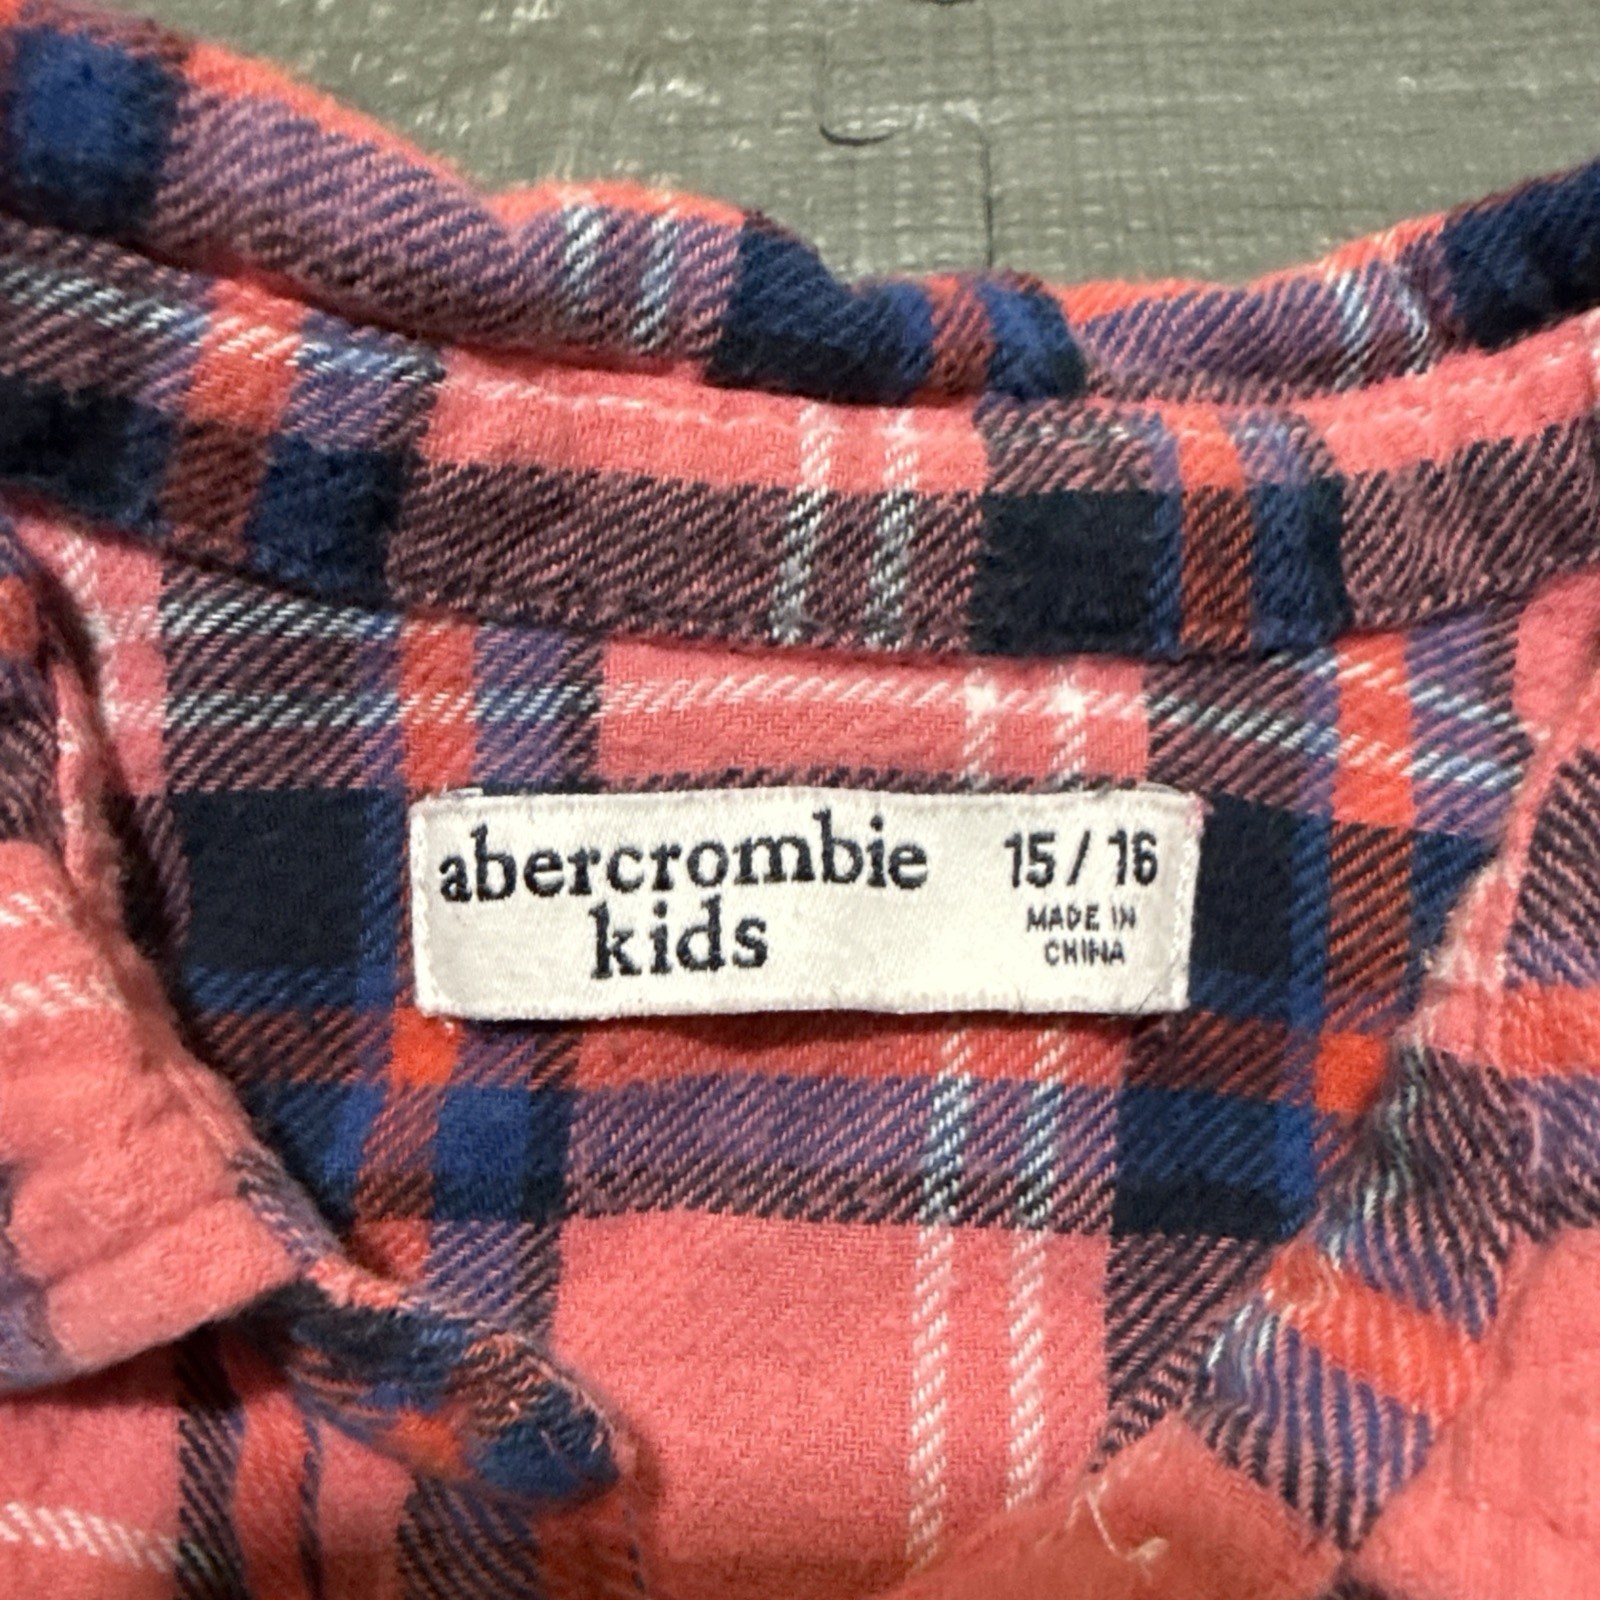 abercrombie
kids
15 / 16
MADE IN
CHINA